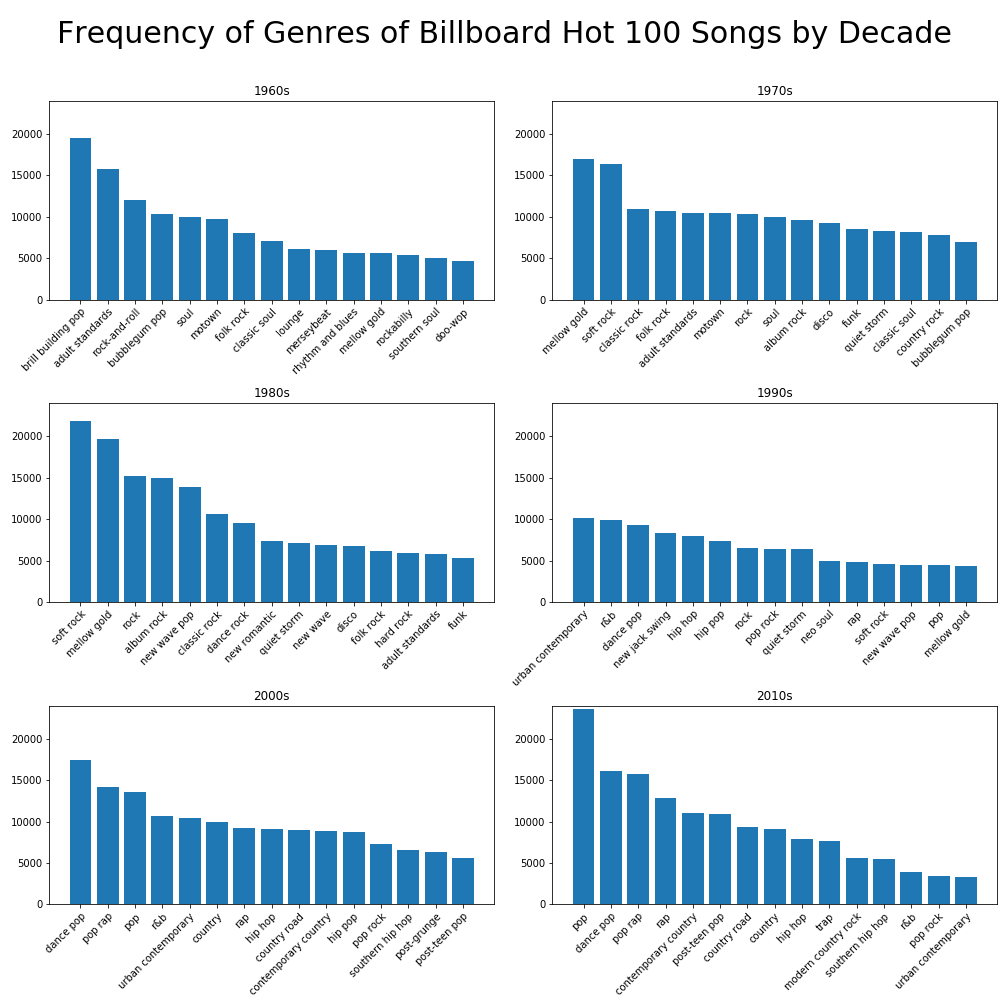 Frequency of Genres of Billboard Hot 100 Songs by Decade
1960s
20000
15000
10000
5000
0
brill building pop
adult standards
rock-and-roll
bubblegum pop
soul
motown
folk rock
classic soul
lounge
merseybeat
rhythm and blues
mellow gold
rockabilly
southern soul
doo-wop
1970s
20000
15000
10000
5000
0
mellow gold
soft rock
classic rock
folk rock
adult standards
motown
rock
soul
album rock
disco
funk
quiet storm
classic soul
country rock
bubblegum pop
1980s
20000
15000
10000
5000
0
soft rock
mellow gold
rock
album rock
new wave pop
classic rock
dance rock
new romantic
quiet storm
new wave
disco
folk rock
hard rock
adult standards
funk
1990s
20000
15000
10000
5000
0
urban contemporary
r&b
dance pop
new jack swing
hip hop
hip pop
rock
pop rock
quiet storm
neo soul
rap
soft rock
new wave pop
pop
mellow gold
2000s
20000
15000
10000
5000
0
dance pop
pop rap
pop
r&b
urban contemporary
country
rap
hip hop
country road
contemporary country
hip pop
pop rock
southern hip hop
post-grunge
post-teen pop
2010s
20000
15000
10000
5000
0
pop
dance pop
pop rap
rap
contemporary country
post-teen pop
country road
country
hip hop
trap
modern country rock
southern hip hop
r&b
pop rock
urban contemporary